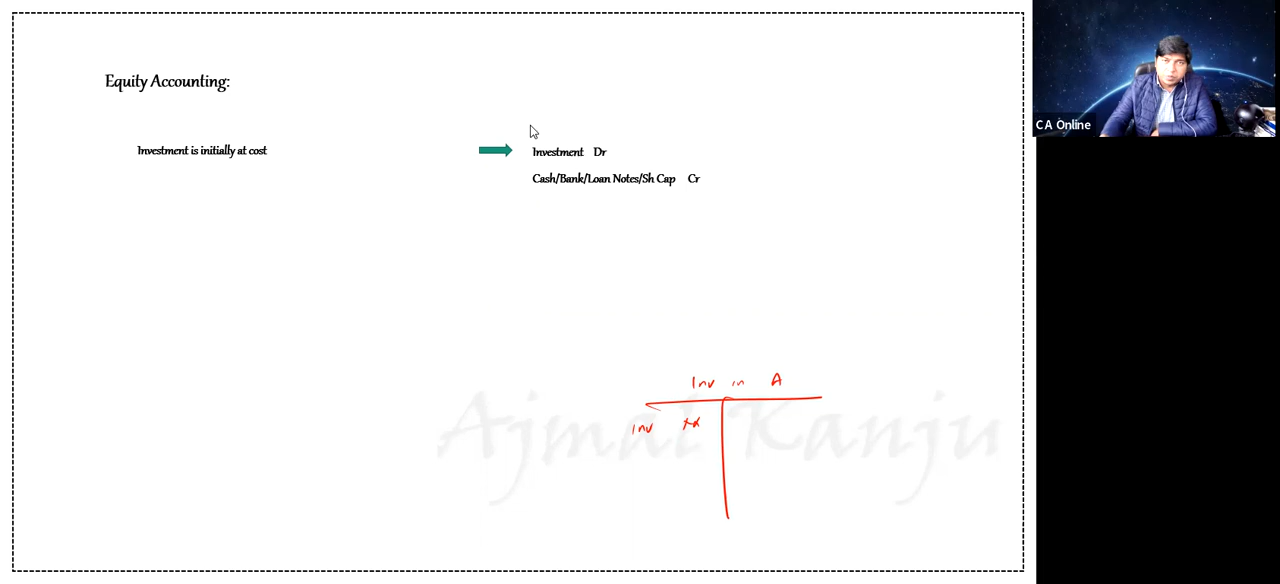 Equity Accounting:
Investment is initially at cost
Investment Dr
Cash/Bank/Loan Notes/Sh Cap Cr
Inv in A
Inv xx
Ajmal Kanju
C A Online